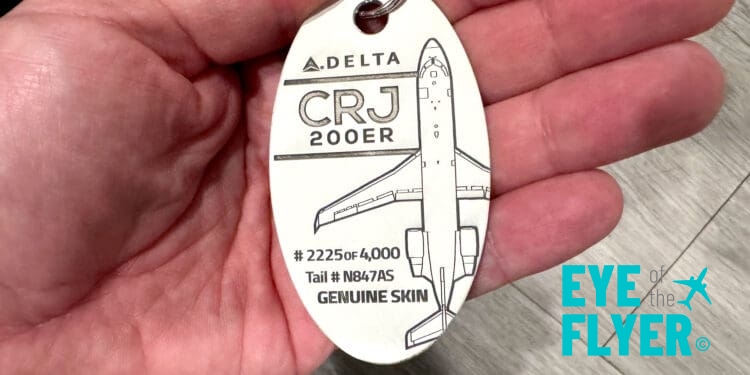 DELTA
CRJ
200ER
# 2225 OF 4,000
Tail # N847AS
GENUINE SKIN
EYE of the
FLYER©